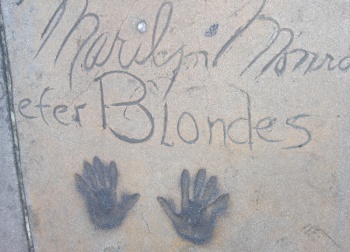 Marilyn Monro
efer Blondes